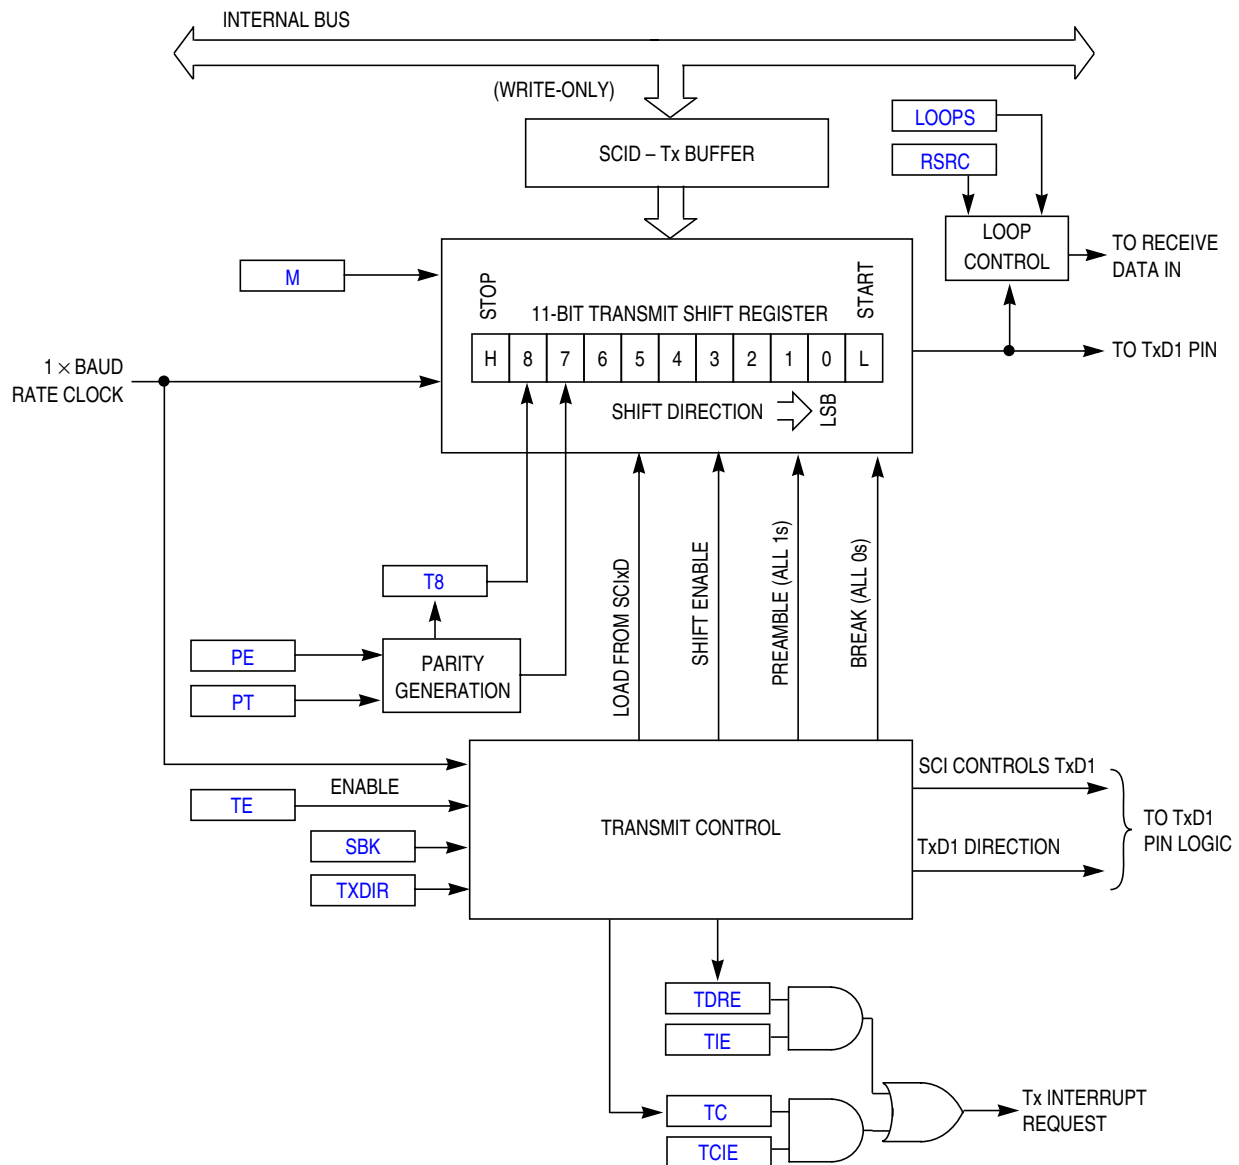 INTERNAL BUS
(WRITE-ONLY)
SCID – Tx BUFFER
LOOPS
RSRC
LOOP
CONTROL
TO RECEIVE
DATA IN
M
STOP
11-BIT TRANSMIT SHIFT REGISTER
START
H 8 7 6 5 4 3 2 1 0 L
SHIFT DIRECTION
LSB
1 × BAUD
RATE CLOCK
TO TxD1 PIN
T8
PE
PT
PARITY
GENERATION
LOAD FROM SCIxD
SHIFT ENABLE
PREAMBLE (ALL 1s)
BREAK (ALL 0s)
ENABLE
TE
SBK
TXDIR
TRANSMIT CONTROL
SCI CONTROLS TxD1
TxD1 DIRECTION
TO TxD1
PIN LOGIC
TDRE
TIE
TC
TCIE
Tx INTERRUPT
REQUEST